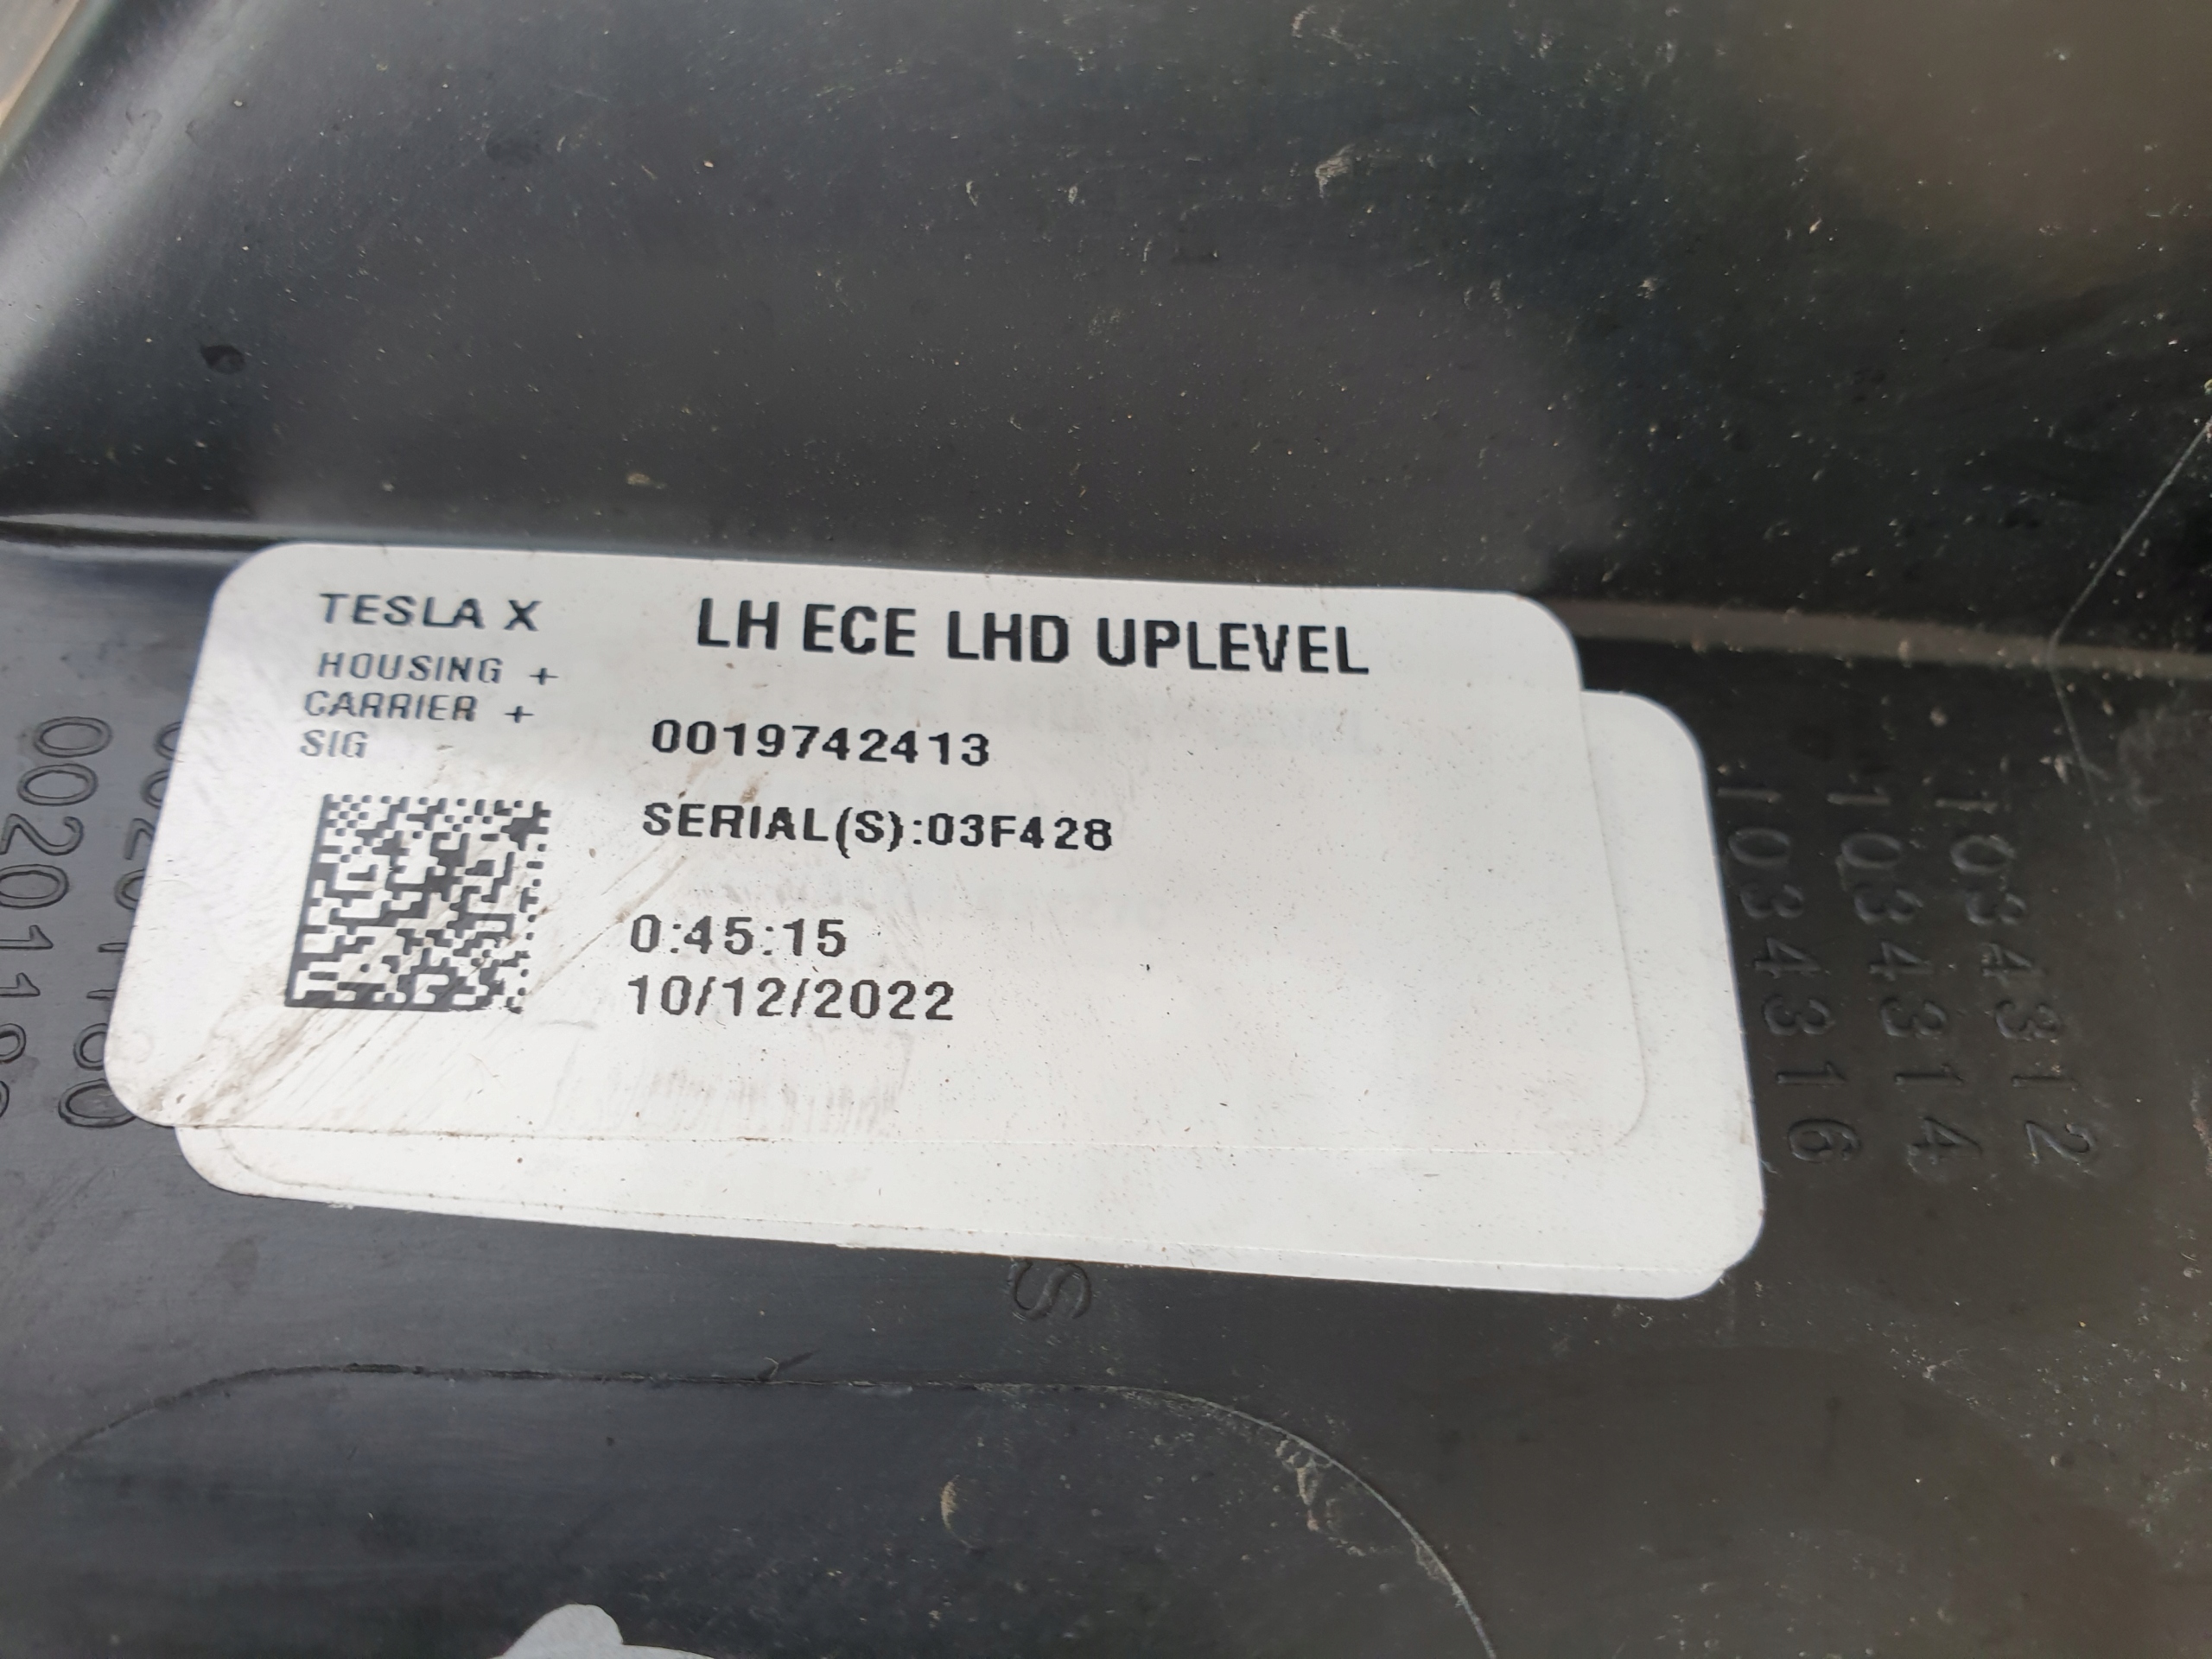 TESLA X
LH ECE LHD UPLEVEL
HOUSING +
CARRIER +
SIG
0019742413
SERIAL(S):03F428
0:45:15
10/12/2022
1034312
1034314
1034316
S